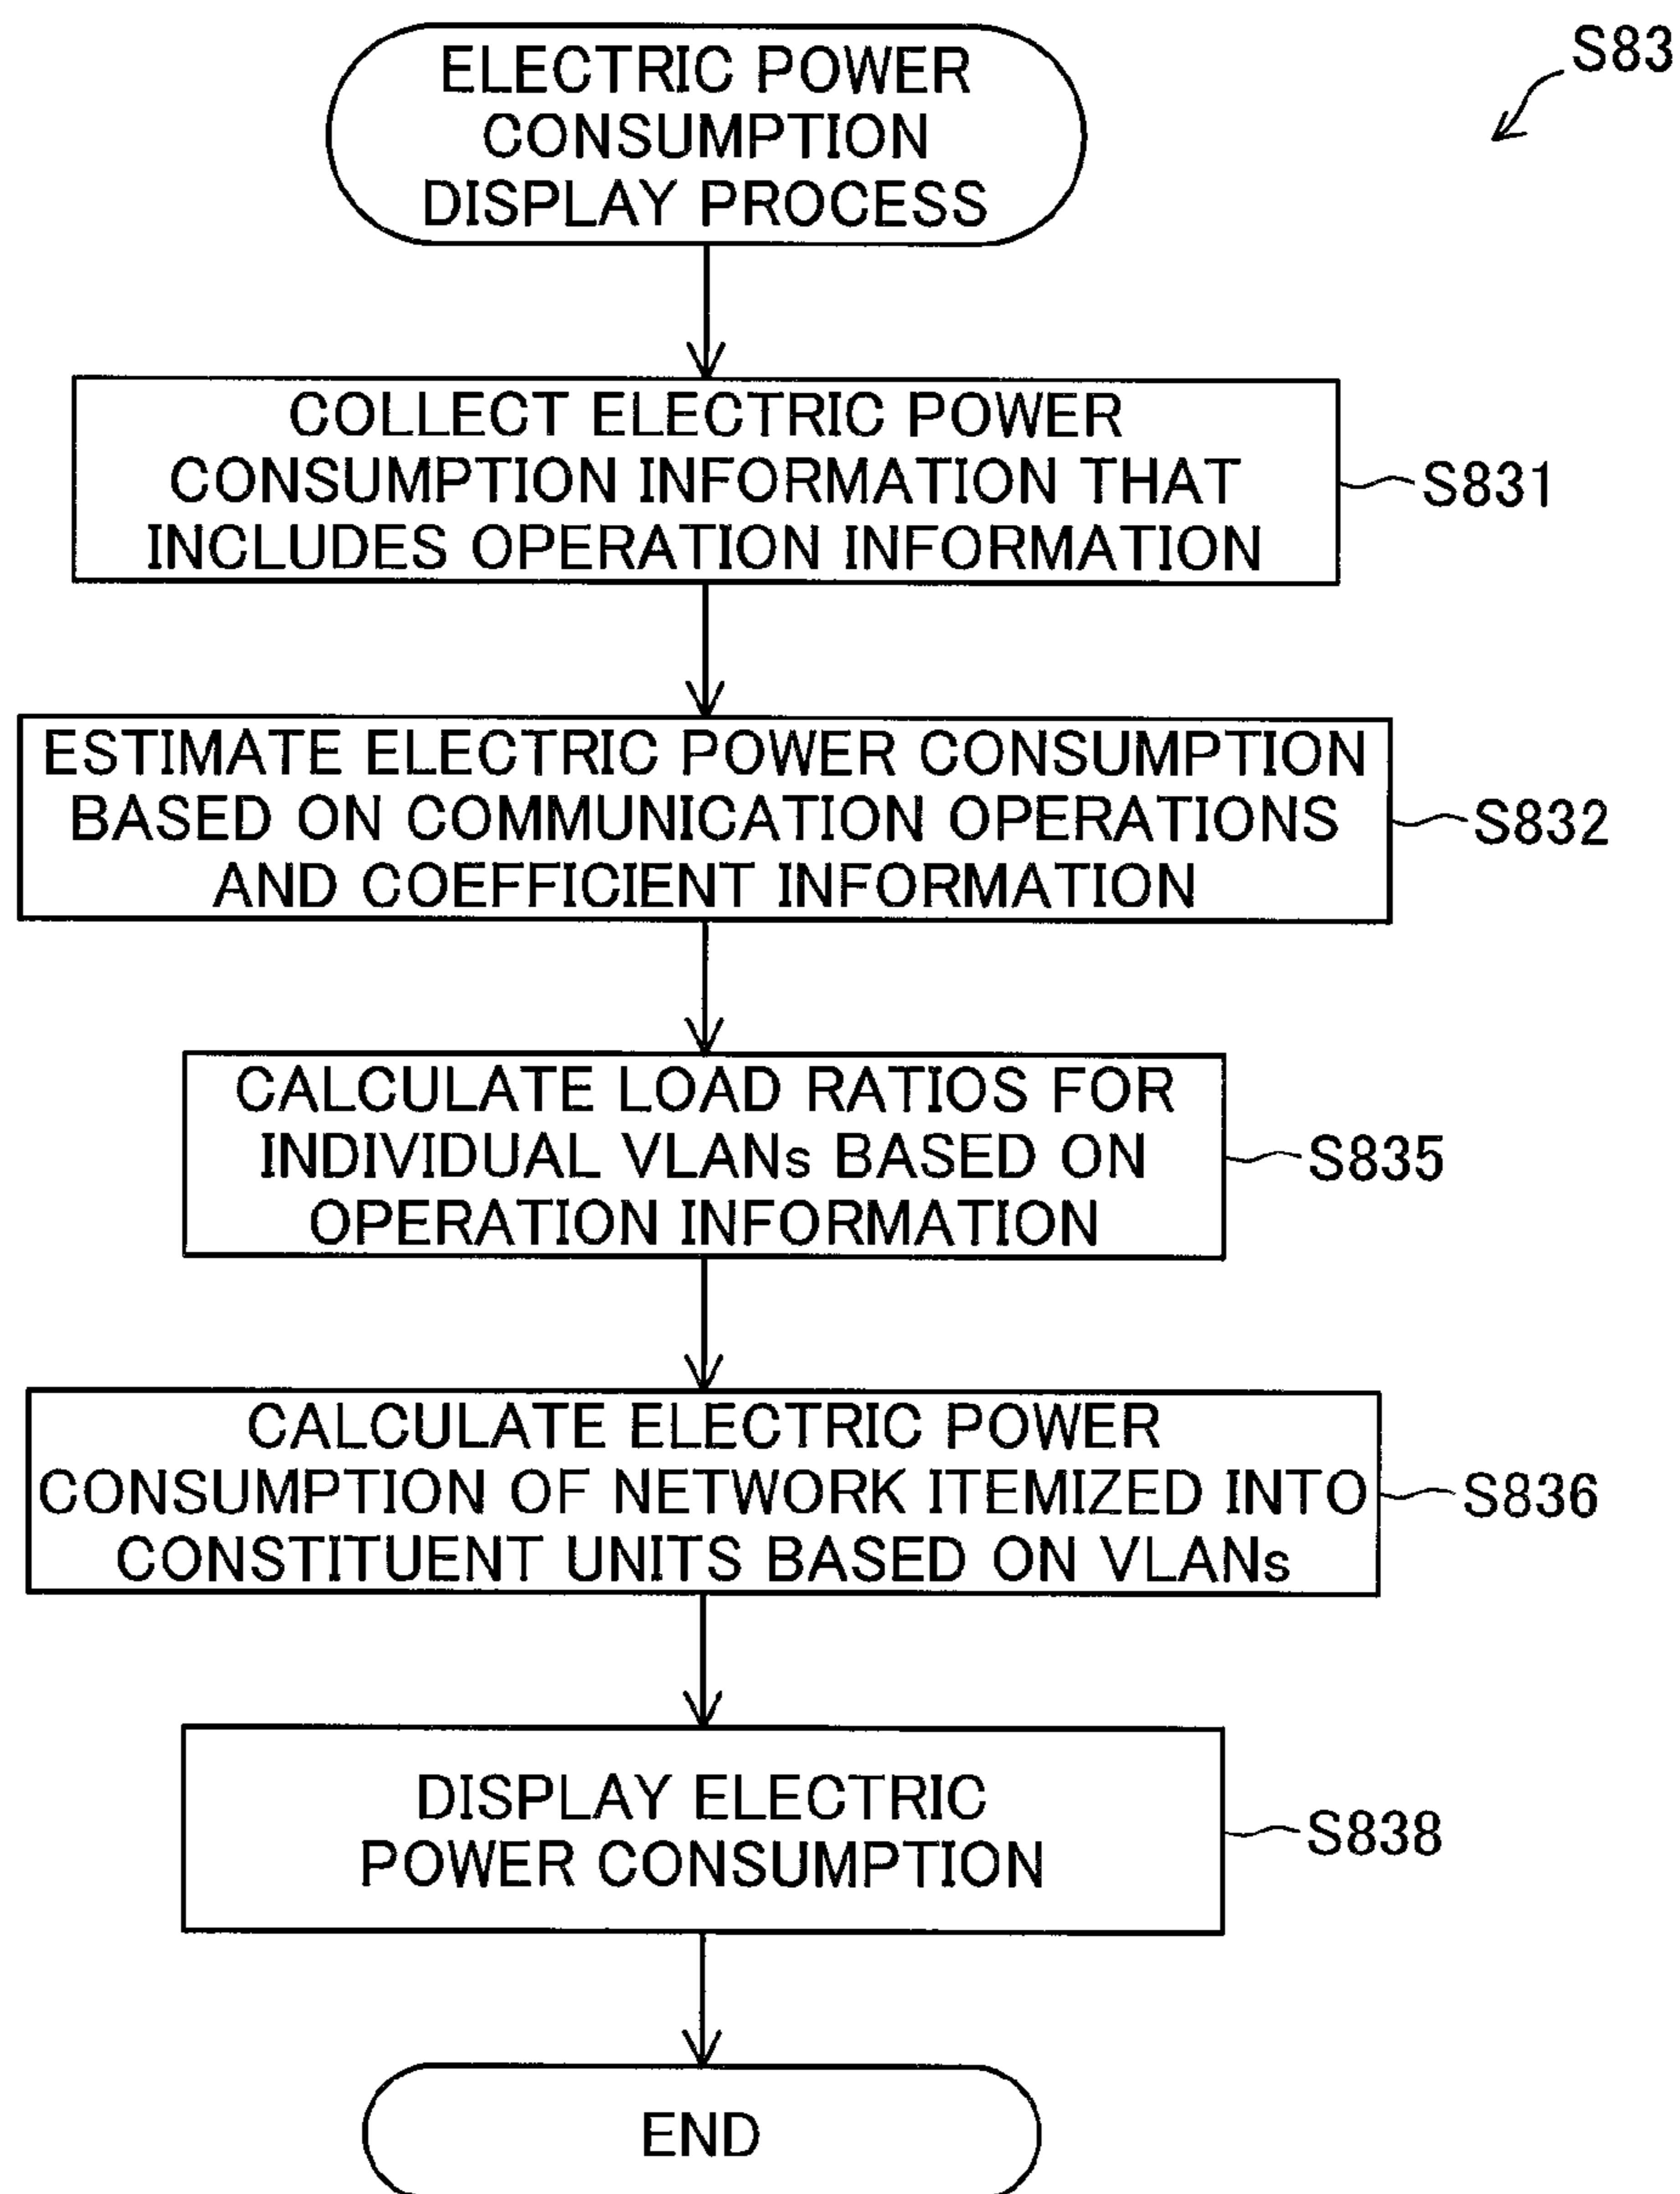 S83
ELECTRIC POWER
CONSUMPTION
DISPLAY PROCESS
COLLECT ELECTRIC POWER
CONSUMPTION INFORMATION THAT
INCLUDES OPERATION INFORMATION
S831
ESTIMATE ELECTRIC POWER CONSUMPTION
BASED ON COMMUNICATION OPERATIONS
AND COEFFICIENT INFORMATION
S832
CALCULATE LOAD RATIOS FOR
INDIVIDUAL VLANs BASED ON
OPERATION INFORMATION
S835
CALCULATE ELECTRIC POWER
CONSUMPTION OF NETWORK ITEMIZED INTO
CONSTITUENT UNITS BASED ON VLANs
S836
DISPLAY ELECTRIC
POWER CONSUMPTION
S838
END